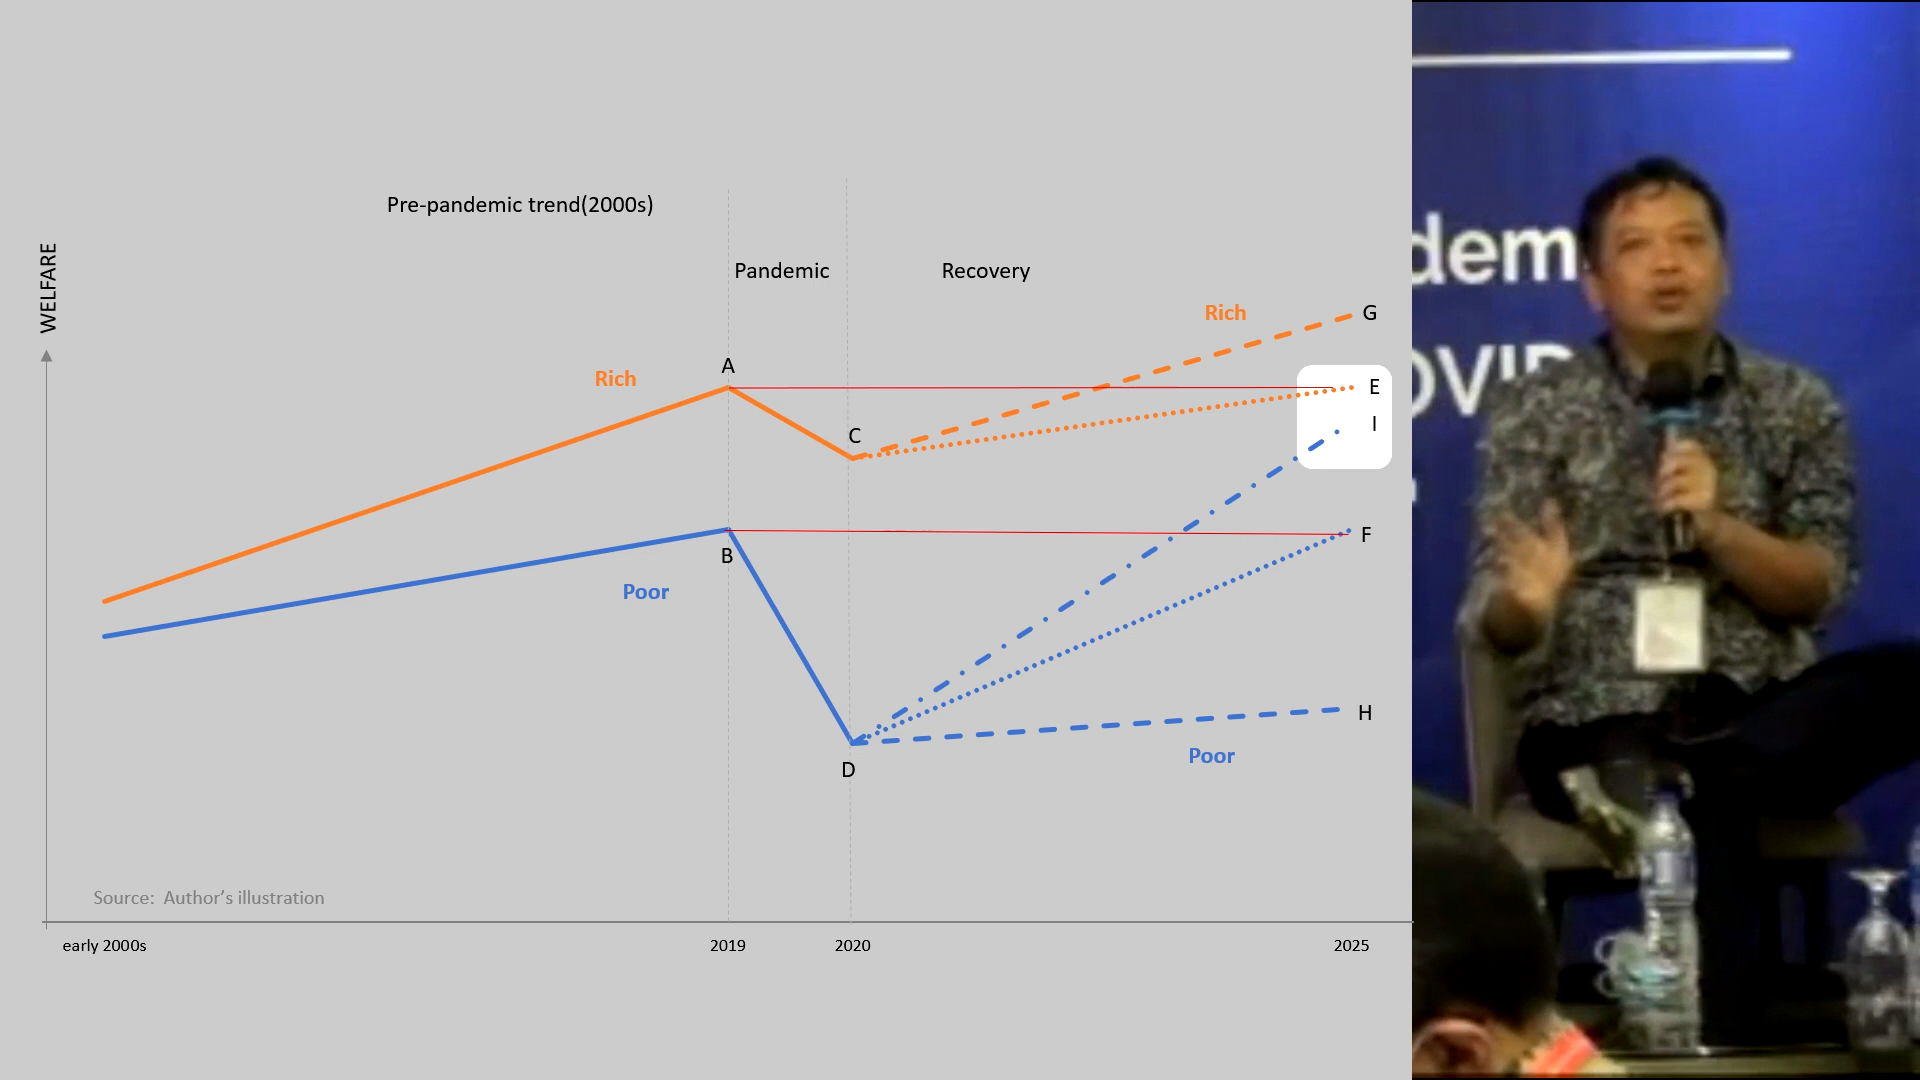 Pre-pandemic trend(2000s)
Pandemic
Recovery
WELFARE
Rich
G
A
Rich
E
I
C
B
F
Poor
H
Poor
D
Source: Author's illustration
early 2000s
2019
2020
2025
dem
OVID